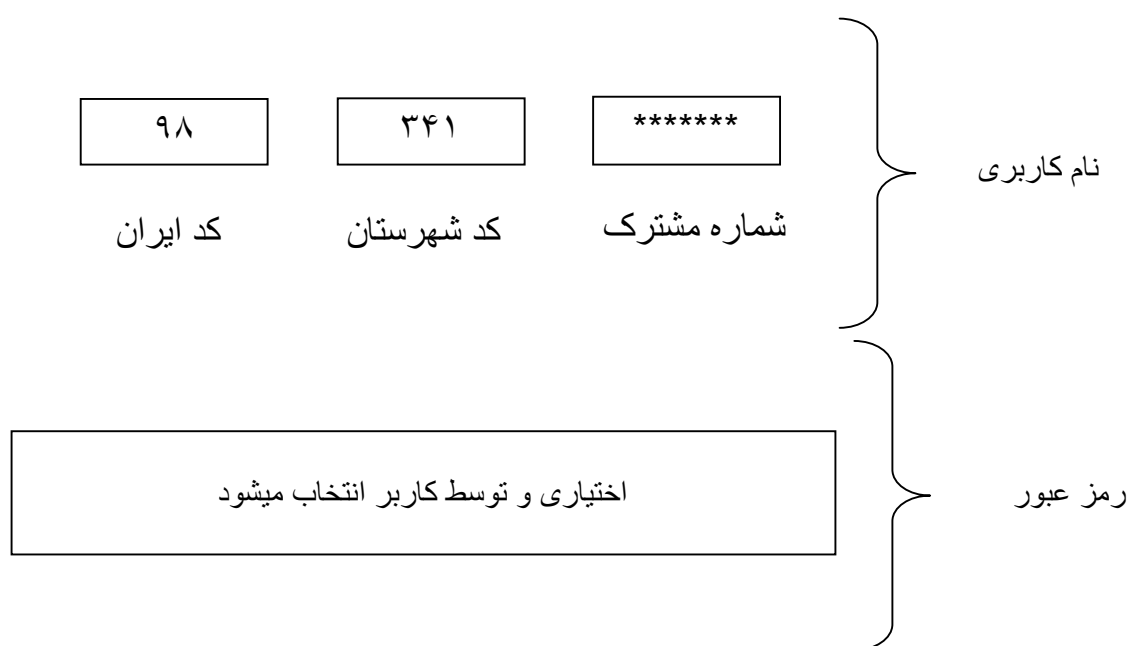 ۹۸
۳۴۱
*******
نام کاربری
شماره مشترک
کد شهرستان
کد ایران
اختیاری و توسط کاربر انتخاب میشود
رمز عبور